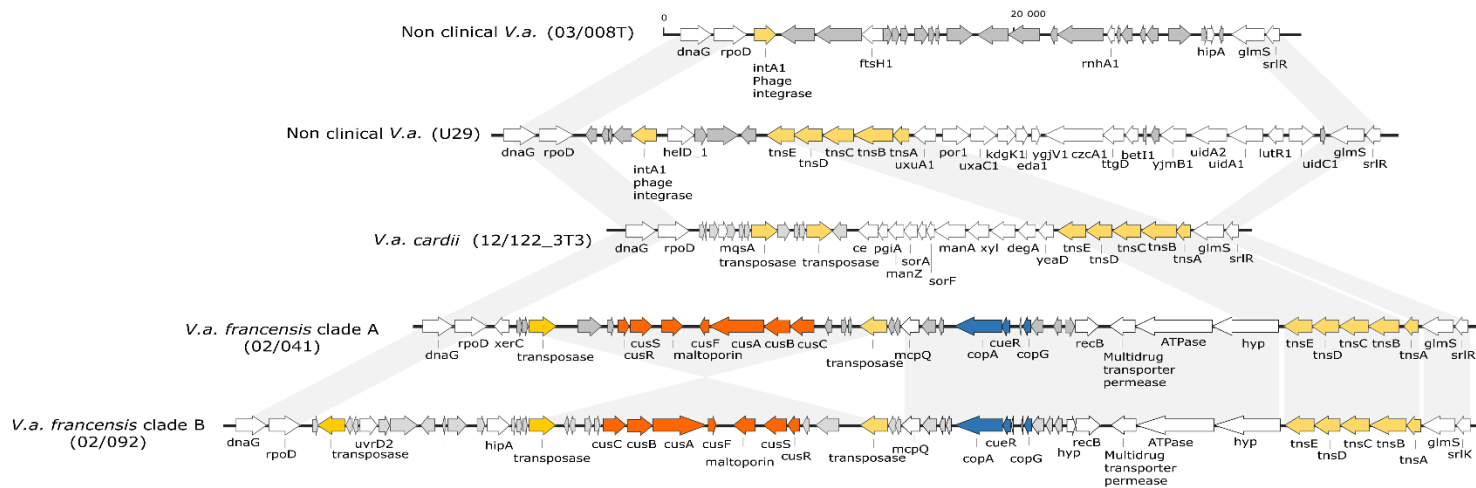 0 20 000
Non clinical V.a. (03/008T)
dnaG rpoD ftsH1 rnhA1 hipA glmS
srlR
intA1
Phage
integrase
Non clinical V.a. (U29)
dnaG rpoD helD_1 tnsE tnsC tnsB tnsA por1 kdgK1 ygjV1 czcA1 betI1 uidA2 lutR1 glmS
tnsD uxuA1 uxaC1 eda1 ttgD yjmB1 uidA1 uidC1 srlR
intA1
phage
integrase
V.a. cardii (12/122_3T3)
dnaG rpoD mqsA ce pgiA manA xyl degA tnsE tnsC tnsB glmS
transposase transposase sorA yeaD tnsD tnsA srlR
manZ sorF
V.a. francensis clade A
(02/041)
dnaG rpoD xerC cusS cusF cusB cusC cueR recB ATPase hyp tnsE tnsC tnsB glmS
transposase cusR maltoporin cusA transposase mcpQ copA copG Multidrug tnsD tnsA srlR
transporter
permease
V.a. francensis clade B
(02/092)
dnaG uvrD2 hipA cusC cusB cusA cusF cusS mcpQ cueR recB ATPase hyp tnsE tnsC tnsB glmS
rpoD transposase transposase maltoporin cusR transposase copA copG hyp Multidrug tnsD tnsA srlK
transporter
permease